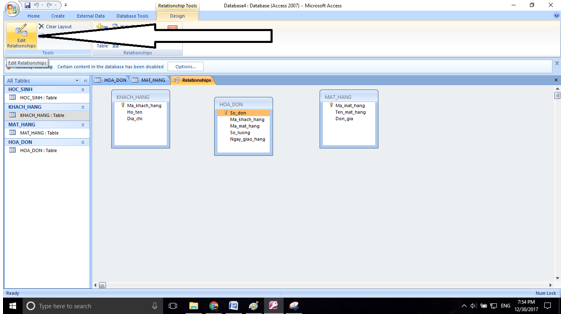 Relationship Tools
Database4 : Database (Access 2007) - Microsoft Access
Home
Create
External Data
Database Tools
Design
Edit
Relationships
Clear Layout
Table
Tools
Relationships
Edit Relationships
Certain content in the database has been disabled
Options...
All Tables
HOC_SINH
HOC_SINH : Table
KHACH_HANG
KHACH_HANG : Table
MAT_HANG
MAT_HANG : Table
HOA_DON
HOA_DON : Table
HOA_DON
MAT_HANG
Relationships
KHACH_HANG
Ma_khach_hang
Ho_ten
Dia_chi
HOA_DON
So_don
Ma_khach_hang
Ma_mat_hang
So_luong
Ngay_giao_hang
MAT_HANG
Ma_mat_hang
Ten_mat_hang
Don_gia
Ready
Num Lock
Type here to search
ENG
7:54 PM
12/30/2017